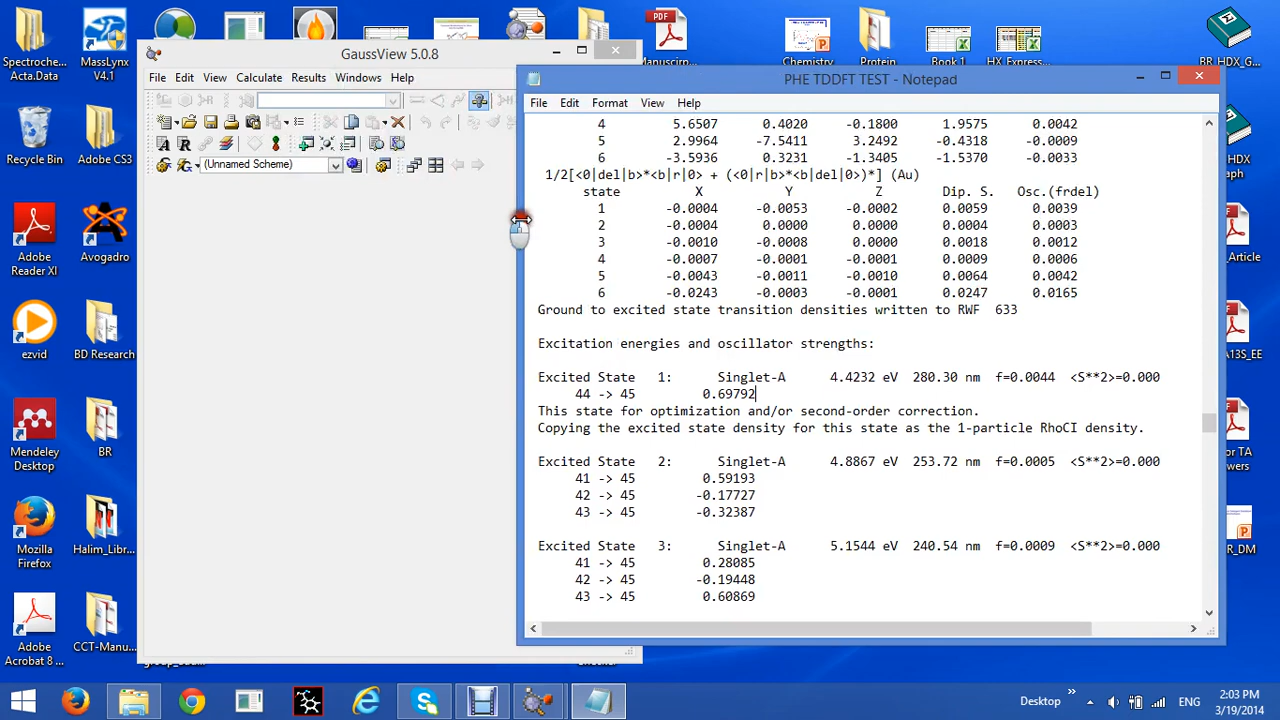 Spectroche...
Acta.Data
MassLynx
V4.1
Recycle Bin
Adobe CS3
Adobe
Reader XI
Avogadro
ezvid
BD Research
Mendeley
Desktop
BR
Mozilla
Firefox
Halim_Libr...
Adobe
Acrobat 8 ...
CCT-Manu...
GaussView 5.0.8
File Edit View Calculate Results Windows Help
(Unnamed Scheme)
PDF
Manuscirp...
Chemistry
Protein
Book 1
HX_Express...
BR_HDX_G...
PHE TDDFT TEST - Notepad
File Edit Format View Help
4 5.6507 0.4020 -0.1800 1.9575 0.0042
5 2.9964 -7.5411 3.2492 -0.4318 -0.0009
6 -3.5936 0.3231 -1.3405 -1.5370 -0.0033
1/2[<0|del|b>*<b|r|0> + (<0|r|b>*<b|del|0>)*] (Au)
state X Y Z Dip. S. Osc.(frdel)
1 -0.0004 -0.0053 -0.0002 0.0059 0.0039
2 -0.0004 0.0000 0.0000 0.0004 0.0003
3 -0.0010 -0.0008 0.0000 0.0018 0.0012
4 -0.0007 -0.0001 -0.0001 0.0009 0.0006
5 -0.0043 -0.0011 -0.0010 0.0064 0.0042
6 -0.0243 -0.0003 -0.0001 0.0247 0.0165
Ground to excited state transition densities written to RWF 633
Excitation energies and oscillator strengths:
Excited State 1: Singlet-A 4.4232 eV 280.30 nm f=0.0044 <S**2>=0.000
44 -> 45 0.69792
This state for optimization and/or second-order correction.
Copying the excited state density for this state as the 1-particle RhoCI density.
Excited State 2: Singlet-A 4.8867 eV 253.72 nm f=0.0005 <S**2>=0.000
41 -> 45 0.59193
42 -> 45 -0.17727
43 -> 45 -0.32387
Excited State 3: Singlet-A 5.1544 eV 240.54 nm f=0.0009 <S**2>=0.000
41 -> 45 0.28085
42 -> 45 -0.19448
43 -> 45 0.60869
HDX
raph
_Article
A13S_EE
or TA
wers
R_DM
Desktop
ENG
2:03 PM
3/19/2014